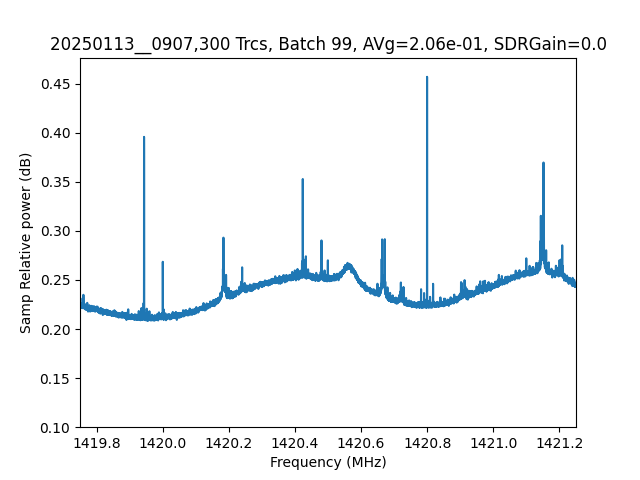 20250113__0907,300 Trcs, Batch 99, AVg=2.06e-01, SDRGain=0.0
Samp Relative power (dB)
0.45
0.40
0.35
0.30
0.25
0.20
0.15
0.10
1419.8 1420.0 1420.2 1420.4 1420.6 1420.8 1421.0 1421.2
Frequency (MHz)